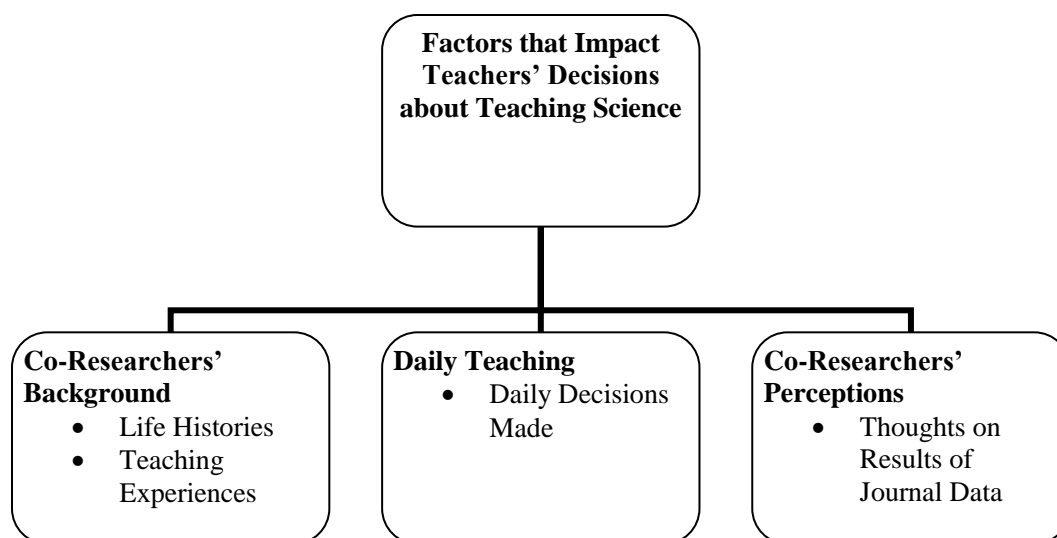 Factors that Impact
Teachers’ Decisions
about Teaching Science
Co-Researchers’
Background
• Life Histories
• Teaching
Experiences
Daily Teaching
• Daily Decisions
Made
Co-Researchers’
Perceptions
• Thoughts on
Results of
Journal Data